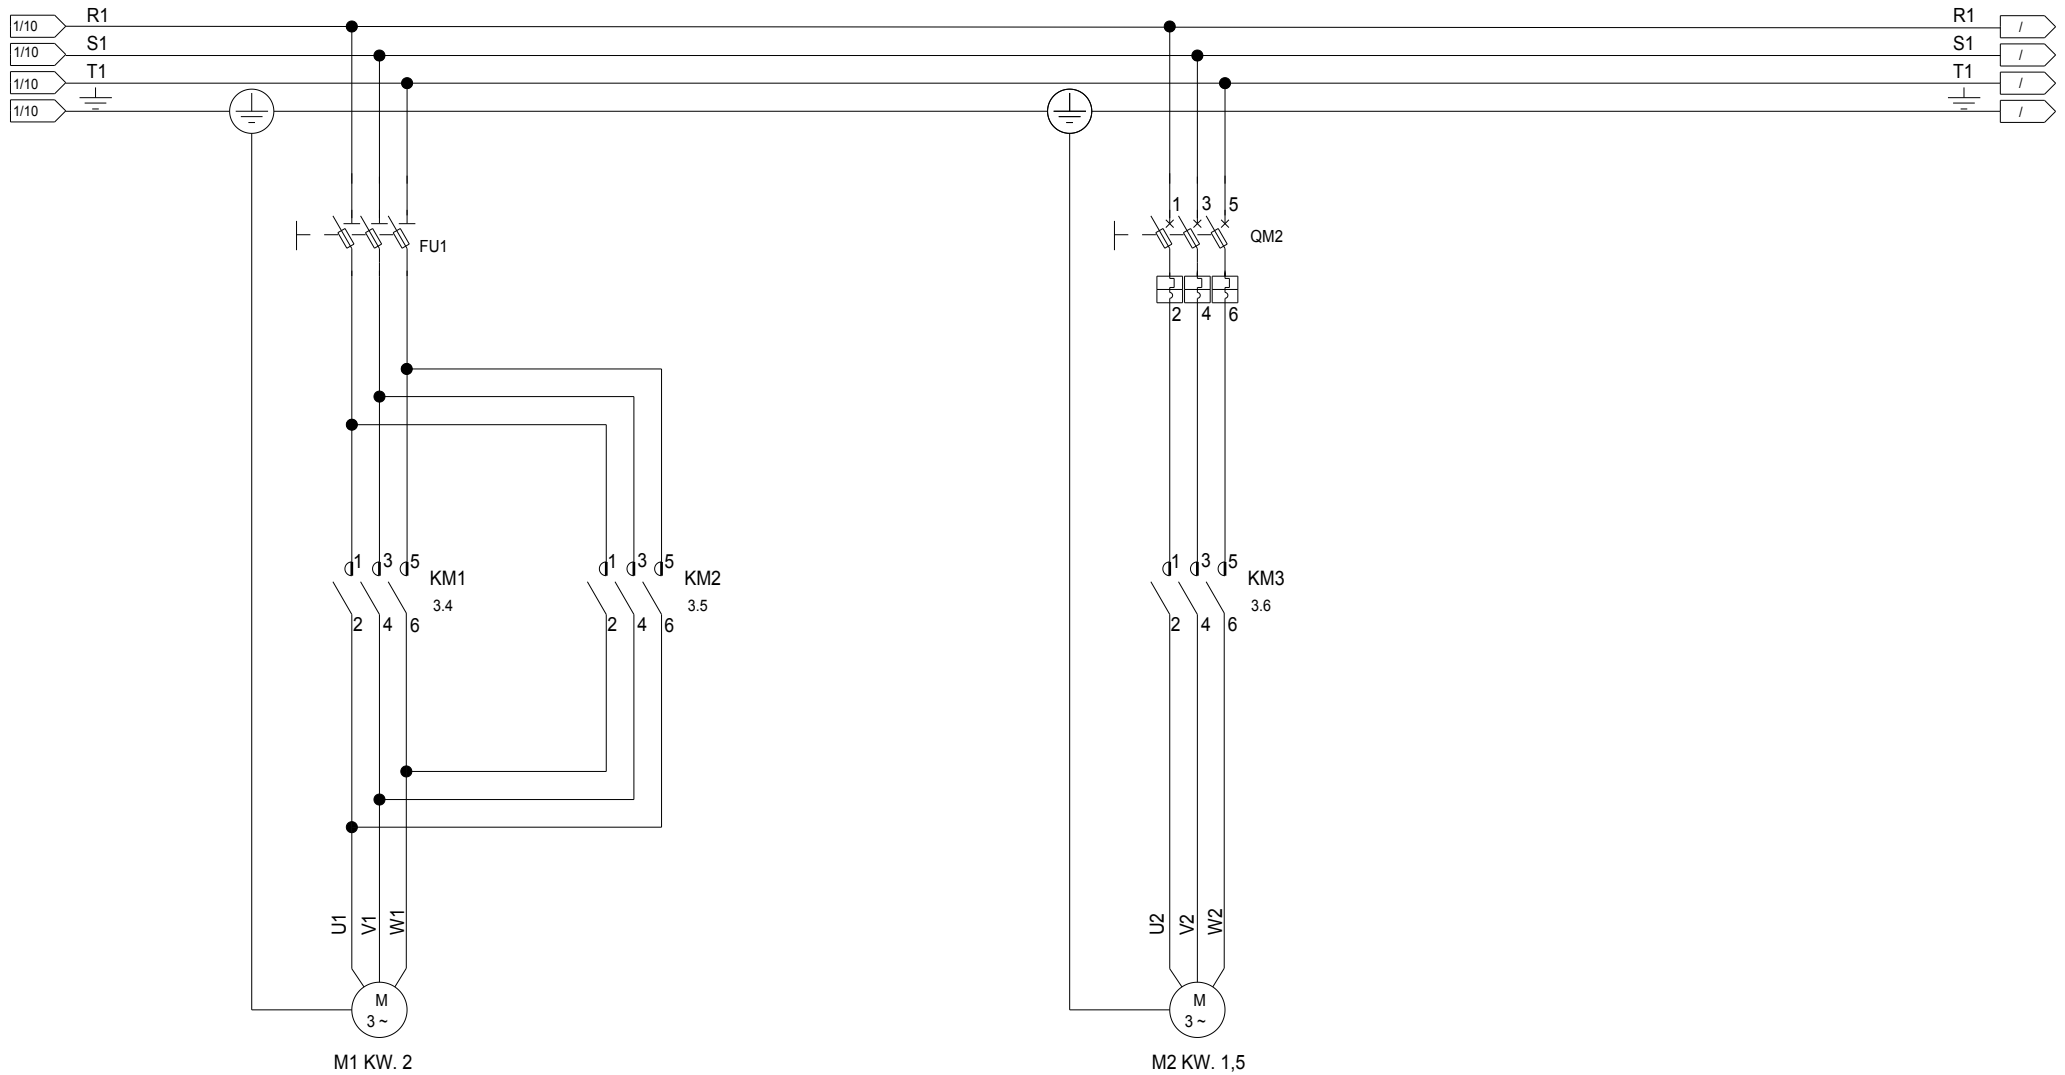 1/10 R1 R1 /
1/10 S1 S1 /
1/10 T1 T1 /
1/10 /
FU1
1 3 5
QM2
2 4 6
1 3 5 KM1
3.4
2 4 6
1 3 5 KM2
3.5
2 4 6
1 3 5 KM3
3.6
2 4 6
U1 V1 W1
U2 V2 W2
M
3 ~
M
3 ~
M1 KW. 2
M2 KW. 1,5